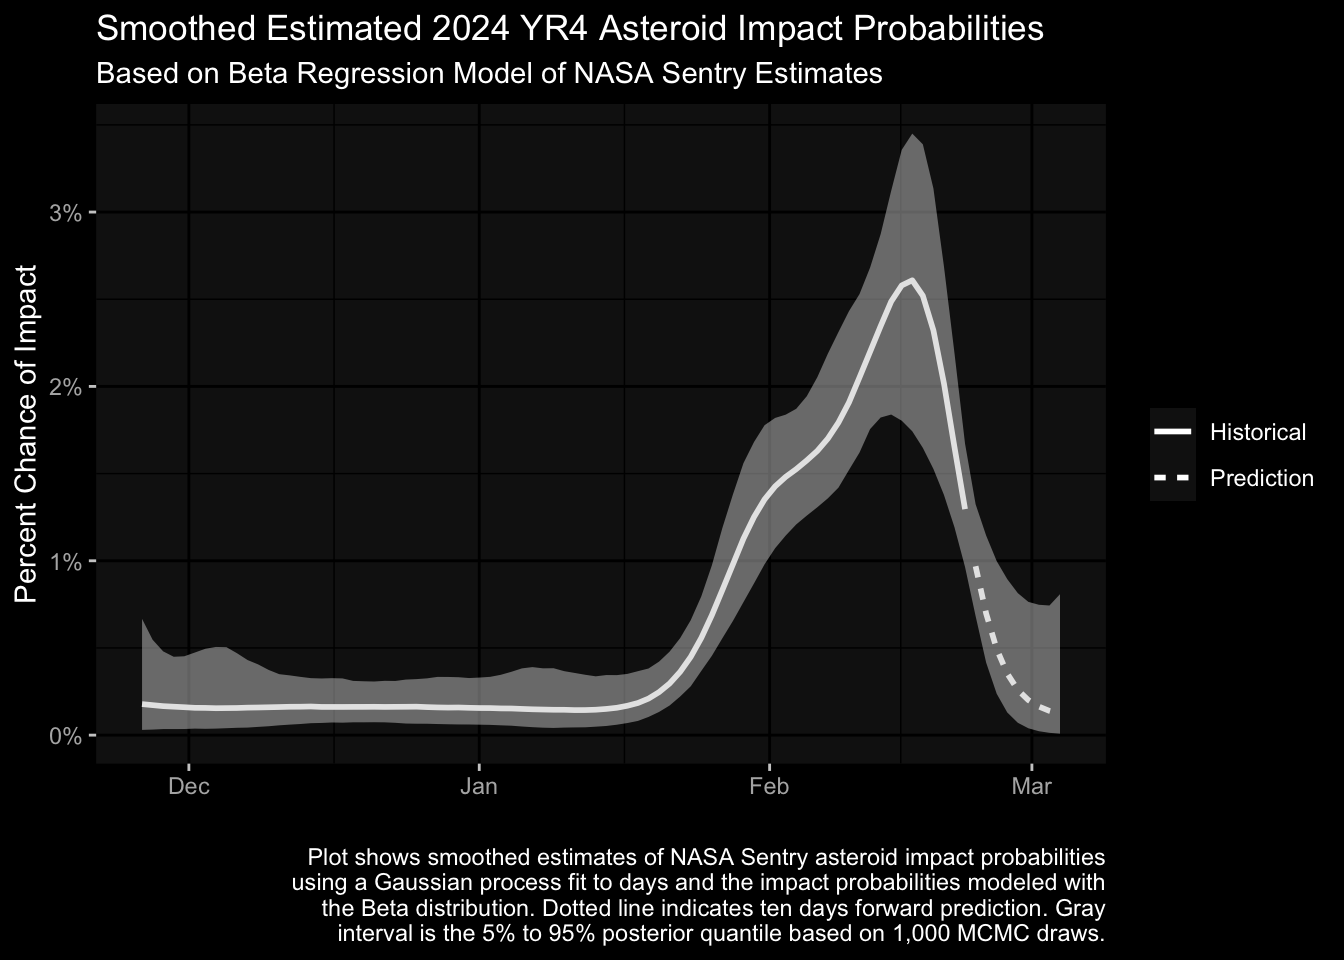 Smoothed Estimated 2024 YR4 Asteroid Impact Probabilities
Based on Beta Regression Model of NASA Sentry Estimates
Percent Chance of Impact
3%
2%
1%
0%
Dec
Jan
Feb
Mar
Historical
Prediction
Plot shows smoothed estimates of NASA Sentry asteroid impact probabilities
using a Gaussian process fit to days and the impact probabilities modeled with
the Beta distribution. Dotted line indicates ten days forward prediction. Gray
interval is the 5% to 95% posterior quantile based on 1,000 MCMC draws.